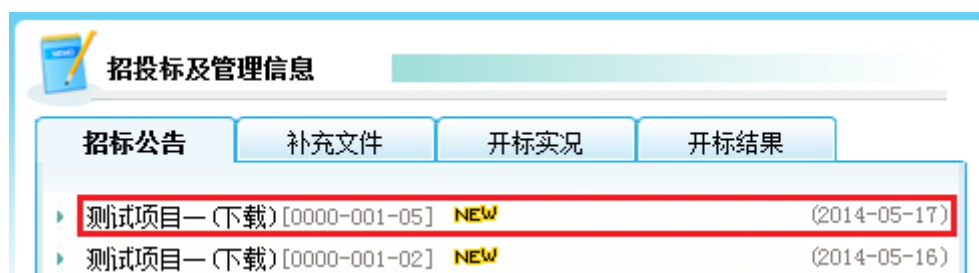 MEMO
招投标及管理信息
招标公告 补充文件 开标实况 开标结果
测试项目一(下载)[0000-001-05] NEW (2014-05-17)
测试项目一(下载)[0000-001-02] NEW (2014-05-16)